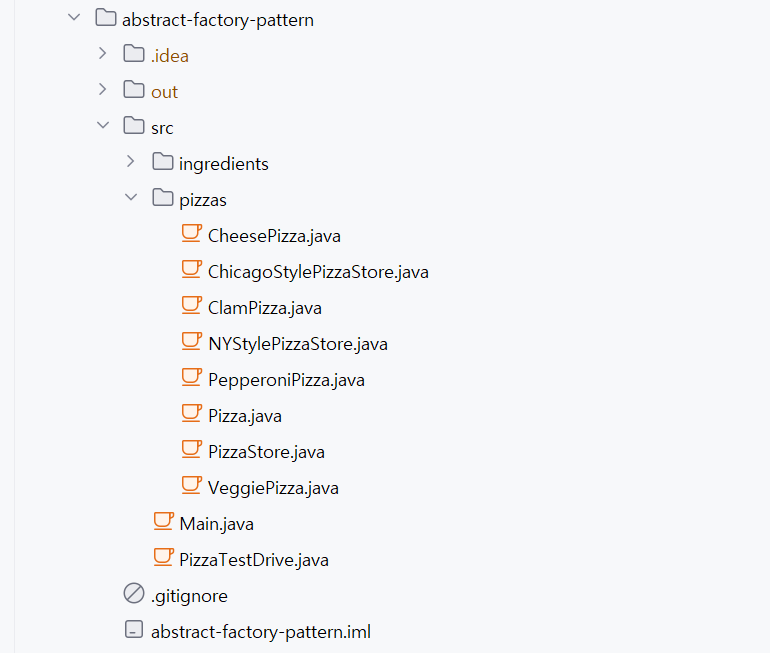 abstract-factory-pattern
.idea
out
src
ingredients
pizzas
CheesePizza.java
ChicagoStylePizzaStore.java
ClamPizza.java
NYStylePizzaStore.java
PepperoniPizza.java
Pizza.java
PizzaStore.java
VeggiePizza.java
Main.java
PizzaTestDrive.java
.gitignore
abstract-factory-pattern.iml